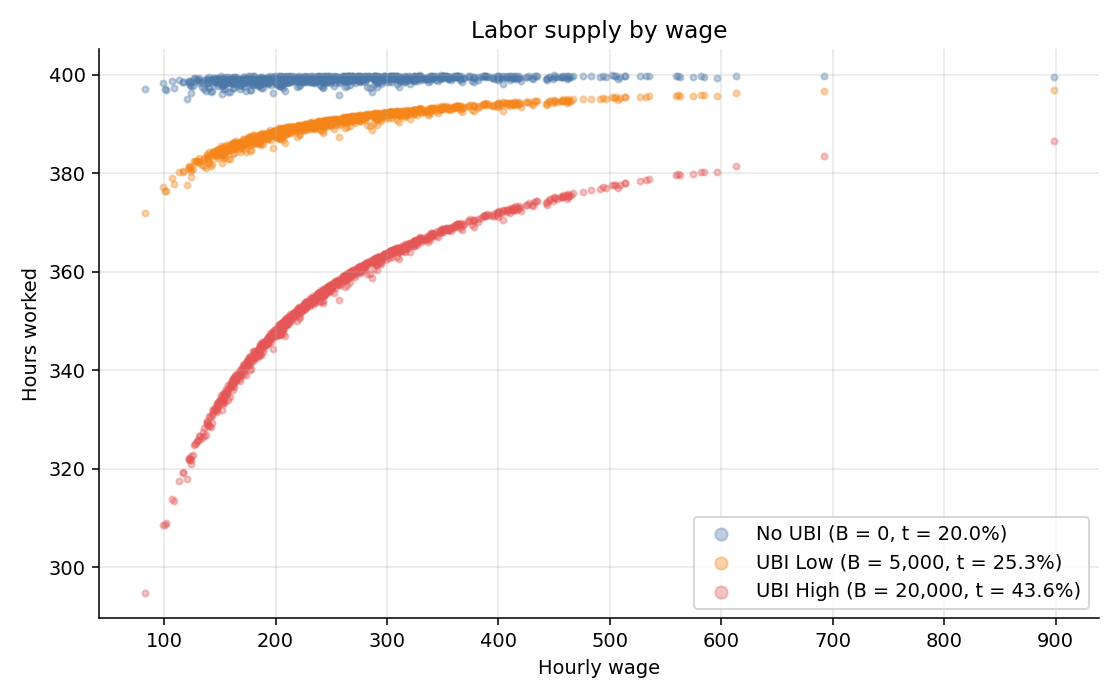 Labor supply by wage
400
380
360
340
320
300
Hours worked
100 200 300 400 500 600 700 800 900
Hourly wage
No UBI (B = 0, t = 20.0%)
UBI Low (B = 5,000, t = 25.3%)
UBI High (B = 20,000, t = 43.6%)